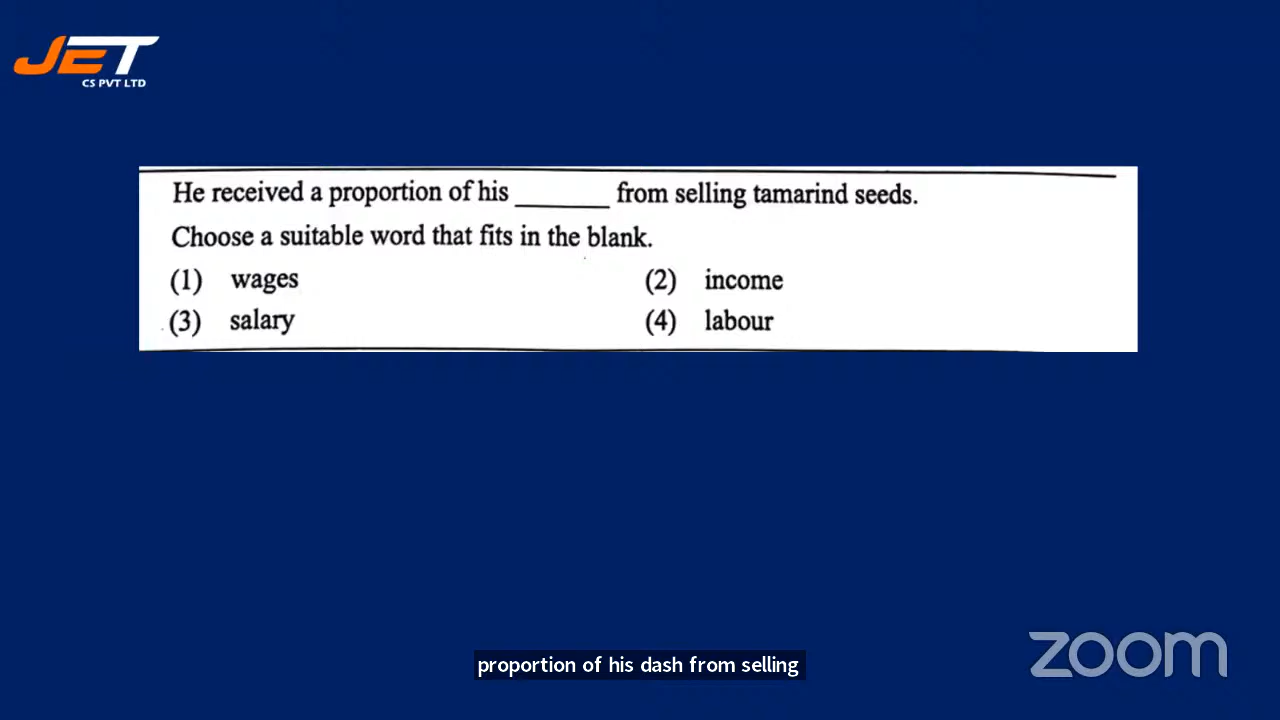 JET
CS PVT LTD
He received a proportion of his _______ from selling tamarind seeds.
Choose a suitable word that fits in the blank.
(1) wages
(2) income
(3) salary
(4) labour
proportion of his dash from selling
zoom